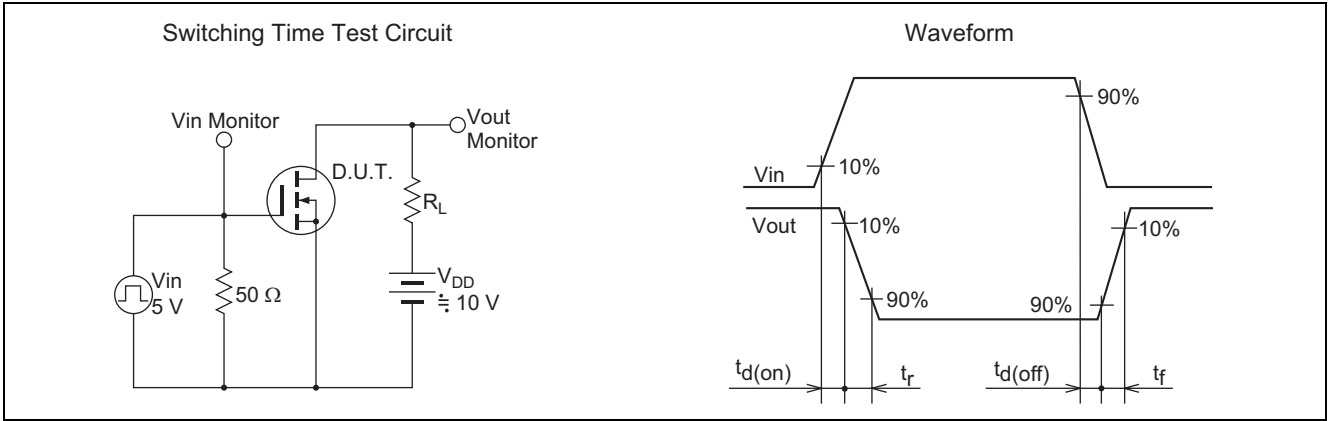 Switching Time Test Circuit
Vin Monitor
Vout
Monitor
D.U.T.
RL
Vin
5 V
50 Ω
VDD
≒ 10 V
Waveform
90%
10%
Vin
Vout
10%
10%
90%
90%
td(on)
tr
td(off)
tf